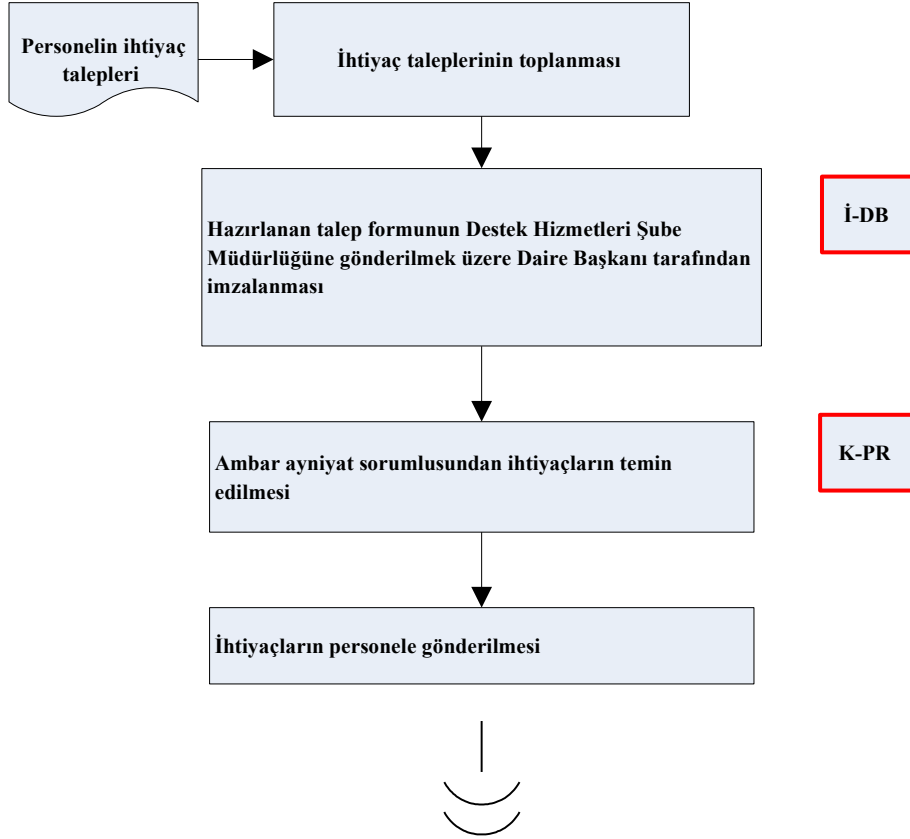 Personelin ihtiyaç
talepleri
İhtiyaç taleplerinin toplanması
Hazırlanan talep formunun Destek Hizmetleri Şube
Müdürlüğüne gönderilmek üzere Daire Başkanı tarafından
imzalanması
İ-DB
Ambar ayniyat sorumlusundan ihtiyaçların temin
edilmesi
K-PR
İhtiyaçların personele gönderilmesi